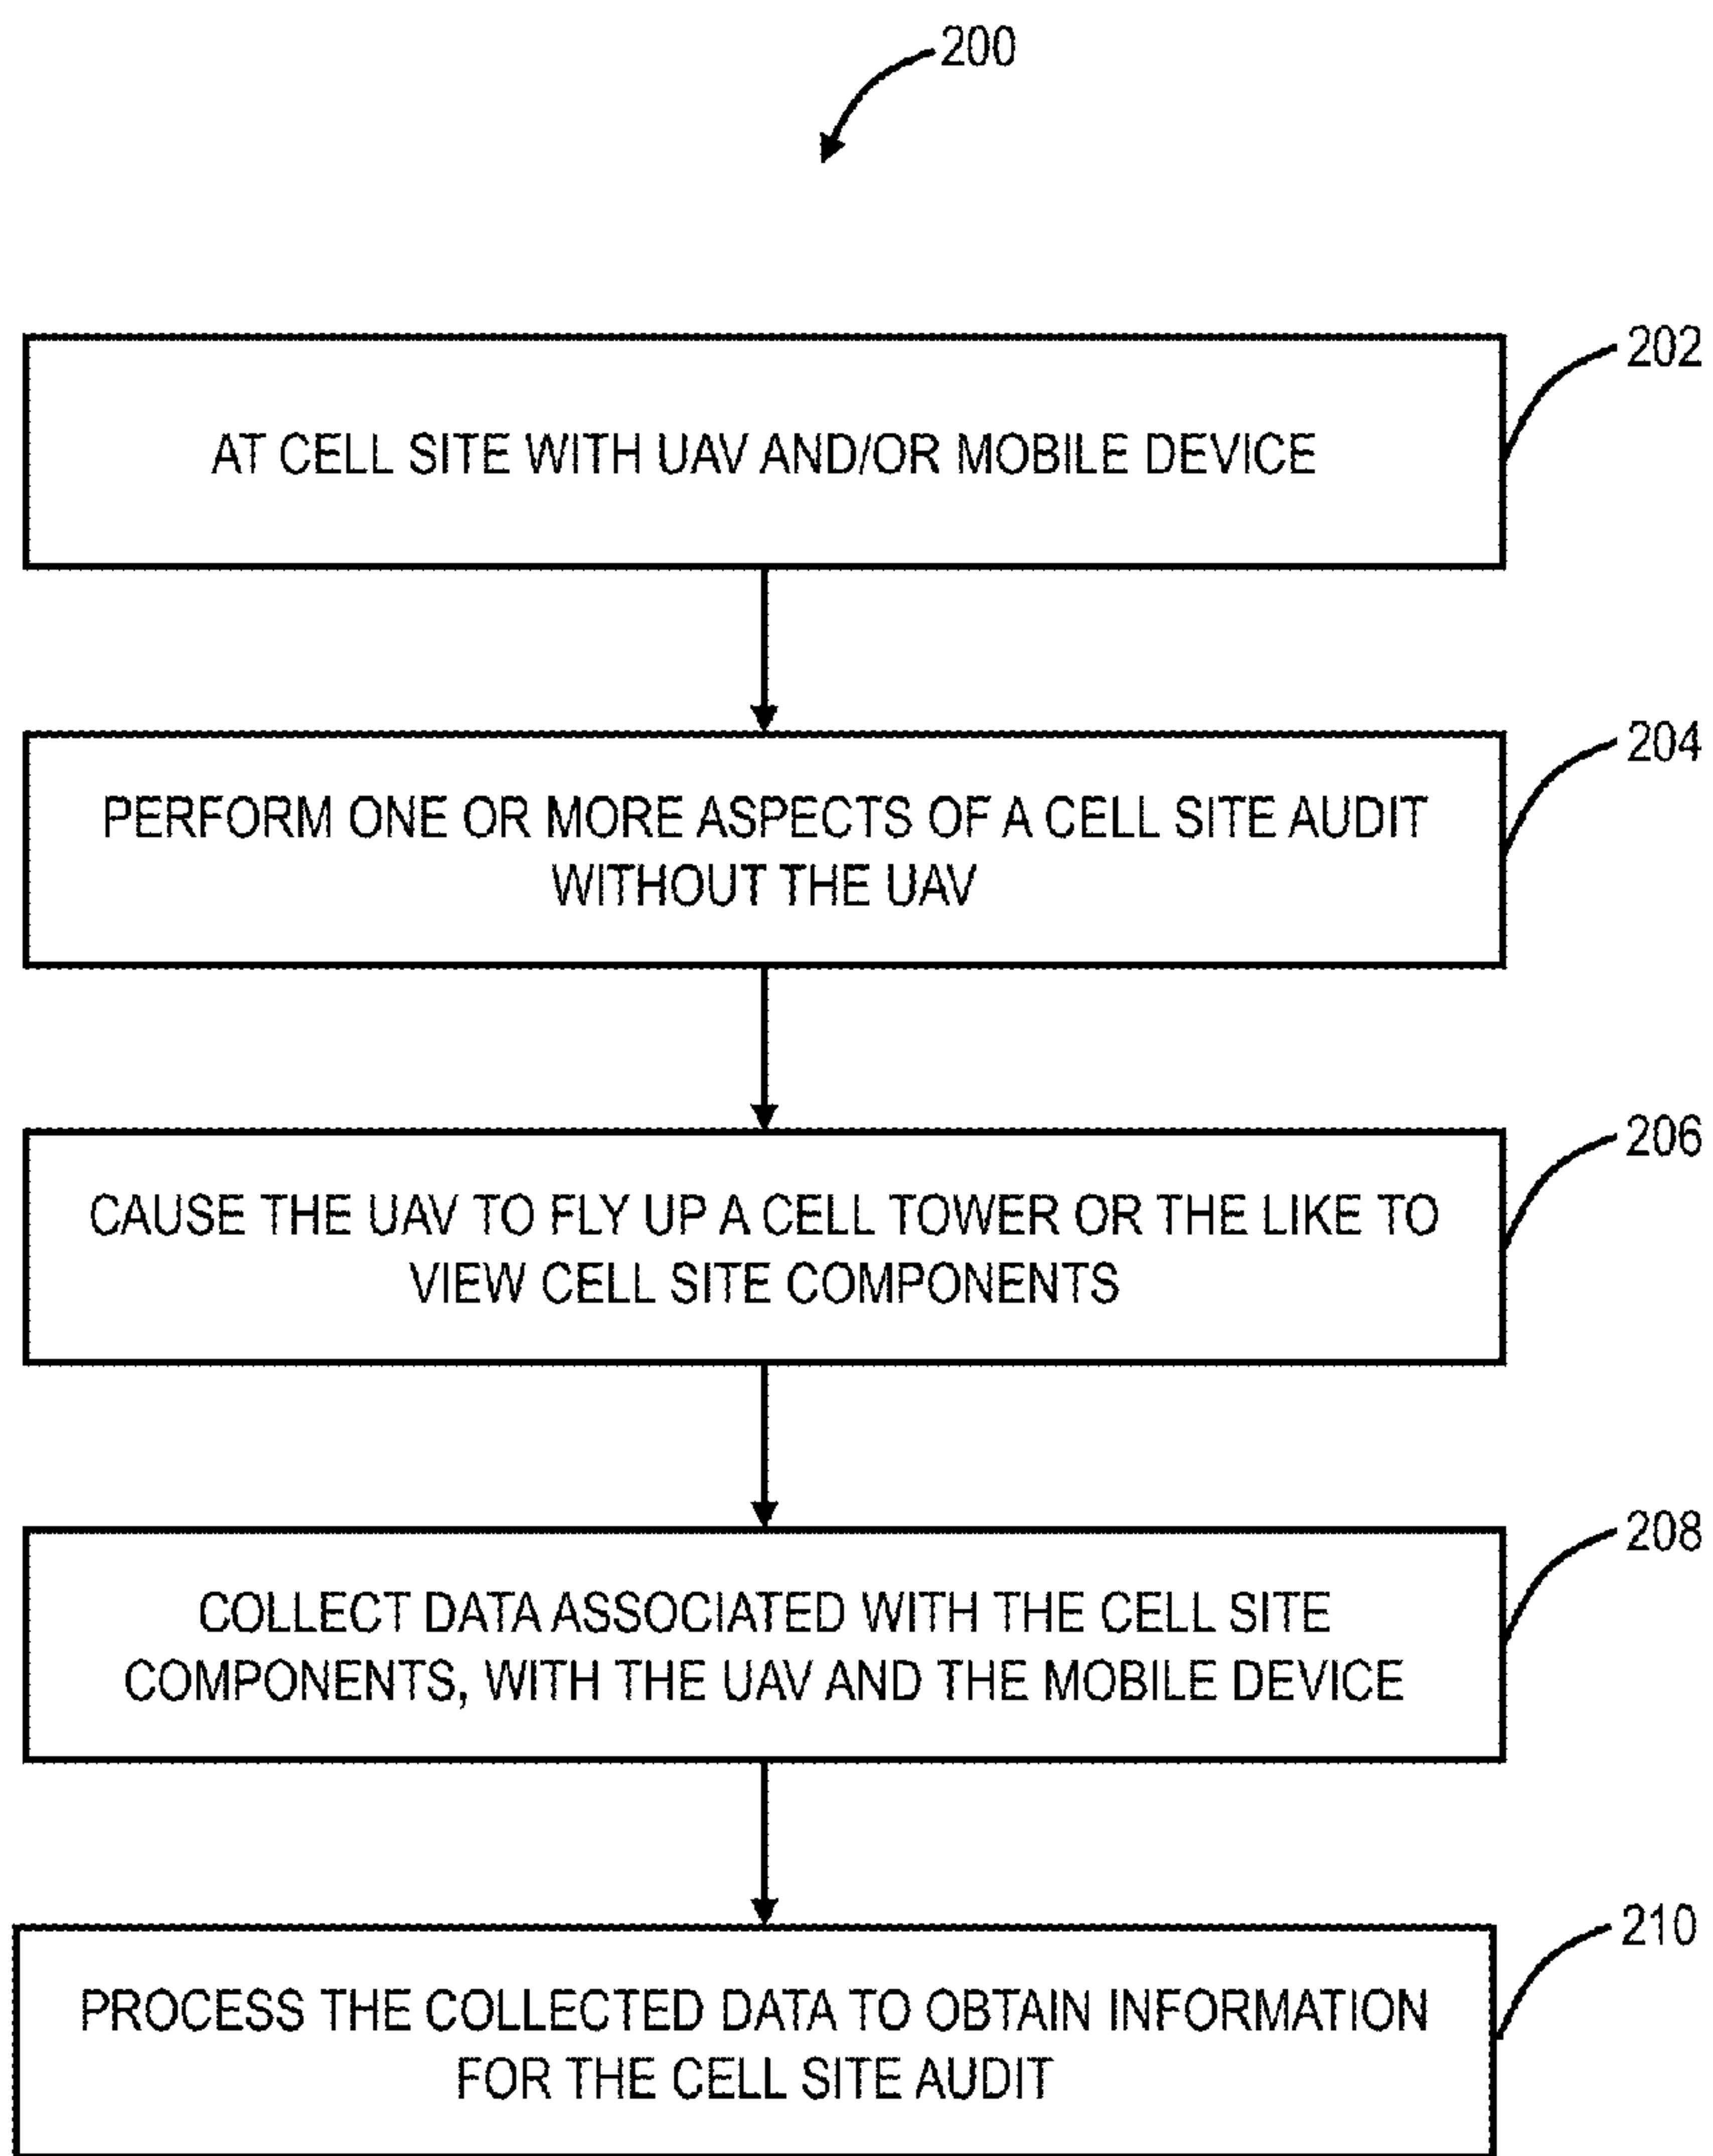 200
202
AT CELL SITE WITH UAV AND/OR MOBILE DEVICE
204
PERFORM ONE OR MORE ASPECTS OF A CELL SITE AUDIT
WITHOUT THE UAV
206
CAUSE THE UAV TO FLY UP A CELL TOWER OR THE LIKE TO
VIEW CELL SITE COMPONENTS
208
COLLECT DATA ASSOCIATED WITH THE CELL SITE
COMPONENTS, WITH THE UAV AND THE MOBILE DEVICE
210
PROCESS THE COLLECTED DATA TO OBTAIN INFORMATION
FOR THE CELL SITE AUDIT